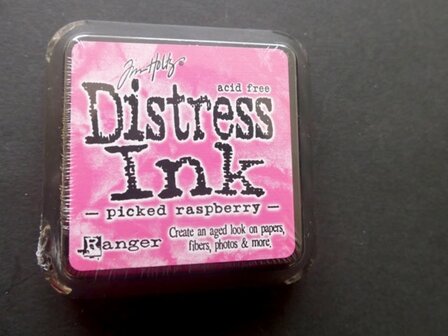 Tim Holtz
acid free
Distress
Ink
— picked raspberry —
Ranger
Create an aged look on papers,
fibers, photos & more.